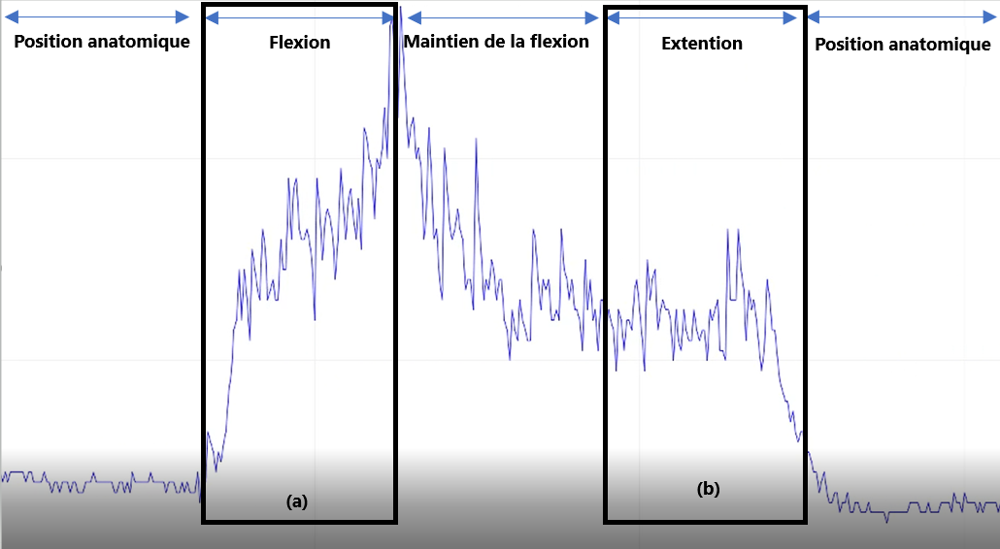 Position anatomique
Flexion
Maintien de la flexion
Extention
Position anatomique
(a)
(b)